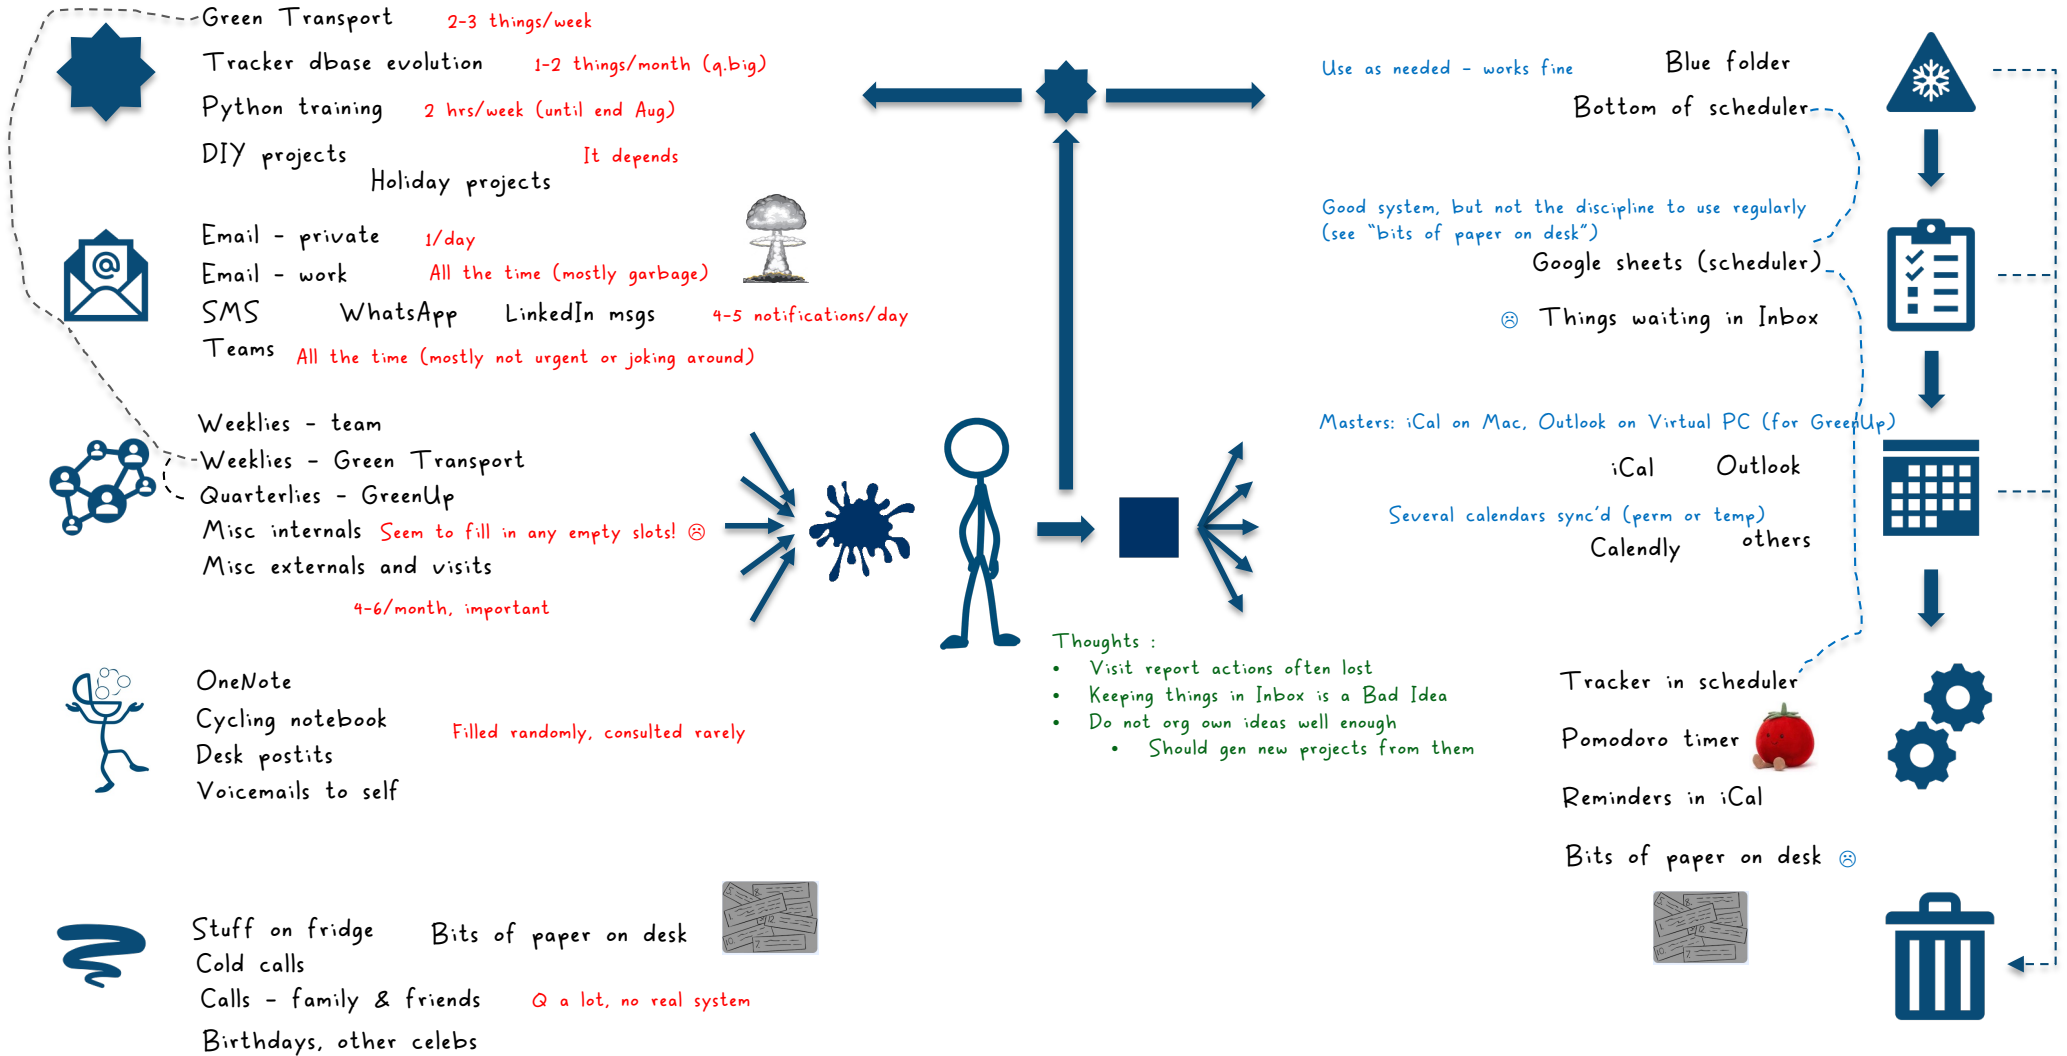 Green Transport 2-3 things/week
Tracker dbase evolution 1-2 things/month (q.big)
Python training 2 hrs/week (until end Aug)
DIY projects It depends
Holiday projects
Email - private 1/day
Email - work All the time (mostly garbage)
SMS WhatsApp LinkedIn msgs 4-5 notifications/day
Teams All the time (mostly not urgent or joking around)
Weeklies - team
Weeklies - Green Transport
Quarterlies - GreenUp
Misc internals Seem to fill in any empty slots! ☹
Misc externals and visits
4-6/month, important
OneNote
Cycling notebook
Filled randomly, consulted rarely
Desk postits
Voicemails to self
Stuff on fridge Bits of paper on desk
Cold calls
Calls - family & friends Q a lot, no real system
Birthdays, other celebs
Thoughts :
• Visit report actions often lost
• Keeping things in Inbox is a Bad Idea
• Do not org own ideas well enough
• Should gen new projects from them
Use as needed - works fine Blue folder
Bottom of scheduler
Good system, but not the discipline to use regularly
(see “bits of paper on desk”)
Google sheets (scheduler)
☹ Things waiting in Inbox
Masters: iCal on Mac, Outlook on Virtual PC (for GreenUp)
iCal Outlook
Several calendars sync’d (perm or temp)
Calendly others
Tracker in scheduler
Pomodoro timer
Reminders in iCal
Bits of paper on desk ☹